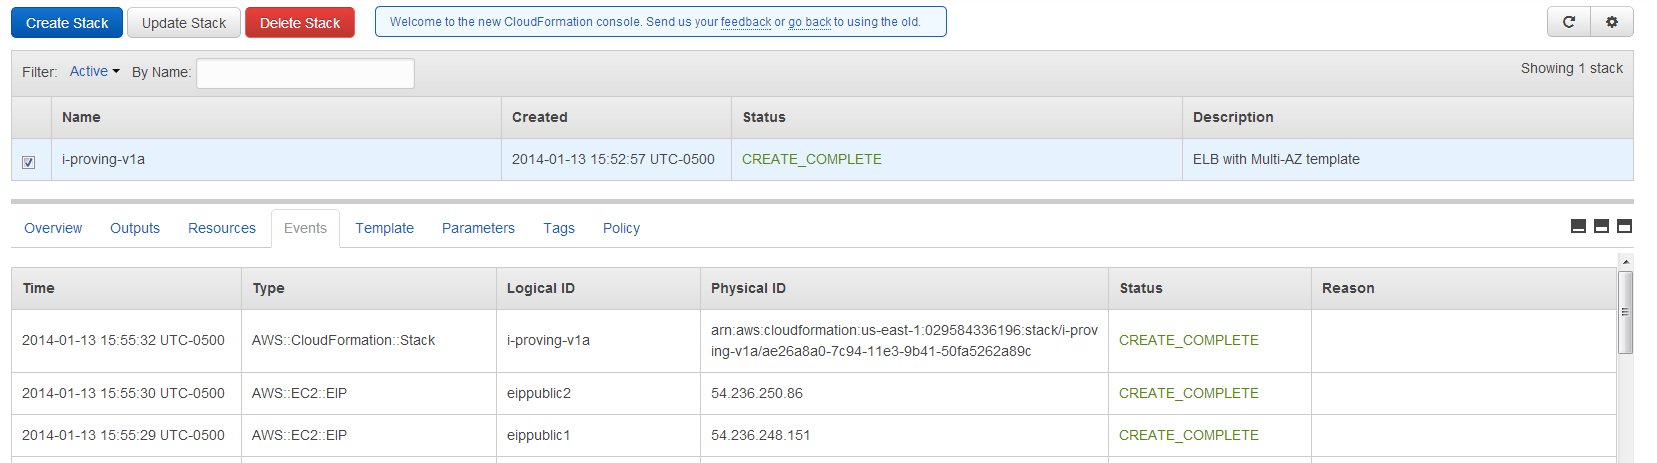 Create Stack Update Stack Delete Stack Welcome to the new CloudFormation console. Send us your feedback or go back to using the old.
Filter: Active By Name: Showing 1 stack
Name Created Status Description
i-proving-v1a 2014-01-13 15:52:57 UTC-0500 CREATE_COMPLETE ELB with Multi-AZ template
Overview Outputs Resources Events Template Parameters Tags Policy
Time Type Logical ID Physical ID Status Reason
2014-01-13 15:55:32 UTC-0500 AWS::CloudFormation::Stack i-proving-v1a arn:aws:cloudformation:us-east-1:029584336196:stack/i-prov
ing-v1a/ae26a8a0-7c94-11e3-9b41-50fa5262a89c CREATE_COMPLETE
2014-01-13 15:55:30 UTC-0500 AWS::EC2::EIP eippublic2 54.236.250.86 CREATE_COMPLETE
2014-01-13 15:55:29 UTC-0500 AWS::EC2::EIP eippublic1 54.236.248.151 CREATE_COMPLETE